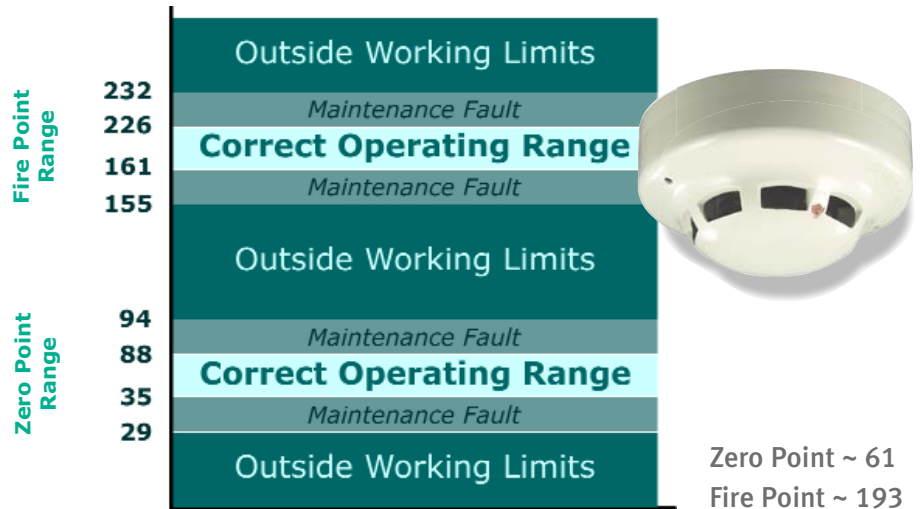 Outside Working Limits
Fire Point
Range
232
Maintenance Fault
226
Correct Operating Range
161
Maintenance Fault
155
Outside Working Limits
Zero Point
Range
94
Maintenance Fault
88
Correct Operating Range
35
Maintenance Fault
29
Outside Working Limits
Zero Point ~ 61
Fire Point ~ 193